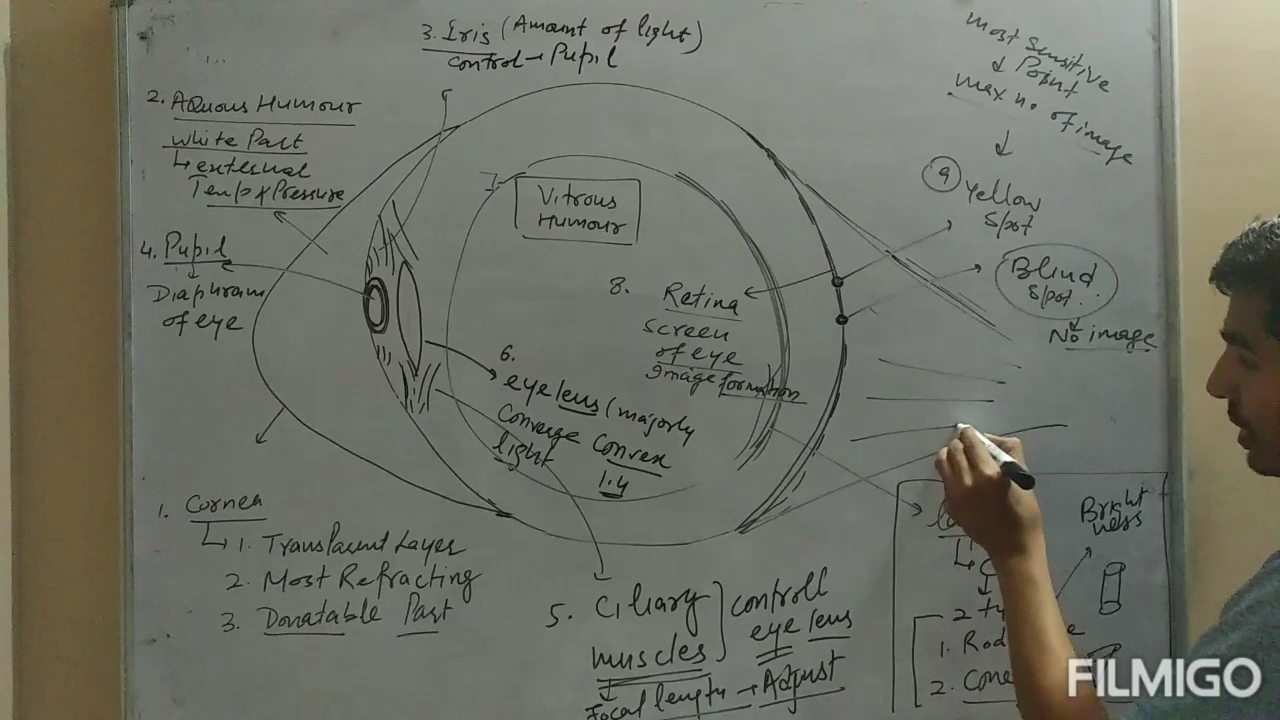 3. Iris (Amount of light)
control → Pupil
most sensitive
↓ Point
max no. of image
2. Aquous Humour
White Part
↳ external
Temp & Pressure
4. Pupil
Diaphram
of eye
7.
Vitrous
Humour
9 Yellow
Spot
Blind
Spot
No image
8. Retina
screen
of eye
Image formation
6.
eye lens (majorly
Converge Convex
light
1.4
1. Cornea
↳ 1. Transparent Layer
2. Most Refracting
3. Donatable Part
5. Ciliary
muscles
Focal length → Adjust
controll
eye lens
Bright
ness
1. Rod
2. Cone
FILMIGO